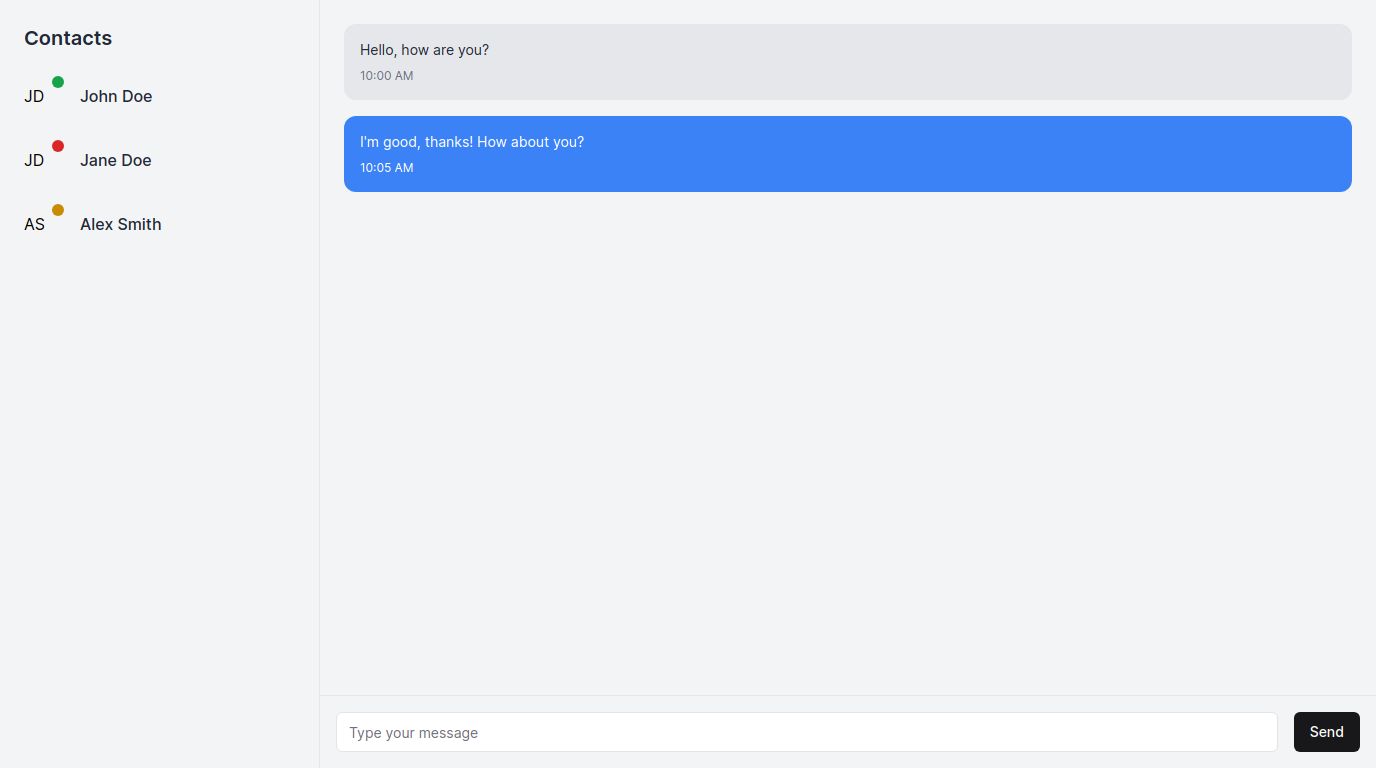 Contacts
JD John Doe
JD Jane Doe
AS Alex Smith
Hello, how are you?
10:00 AM
I'm good, thanks! How about you?
10:05 AM
Type your message
Send